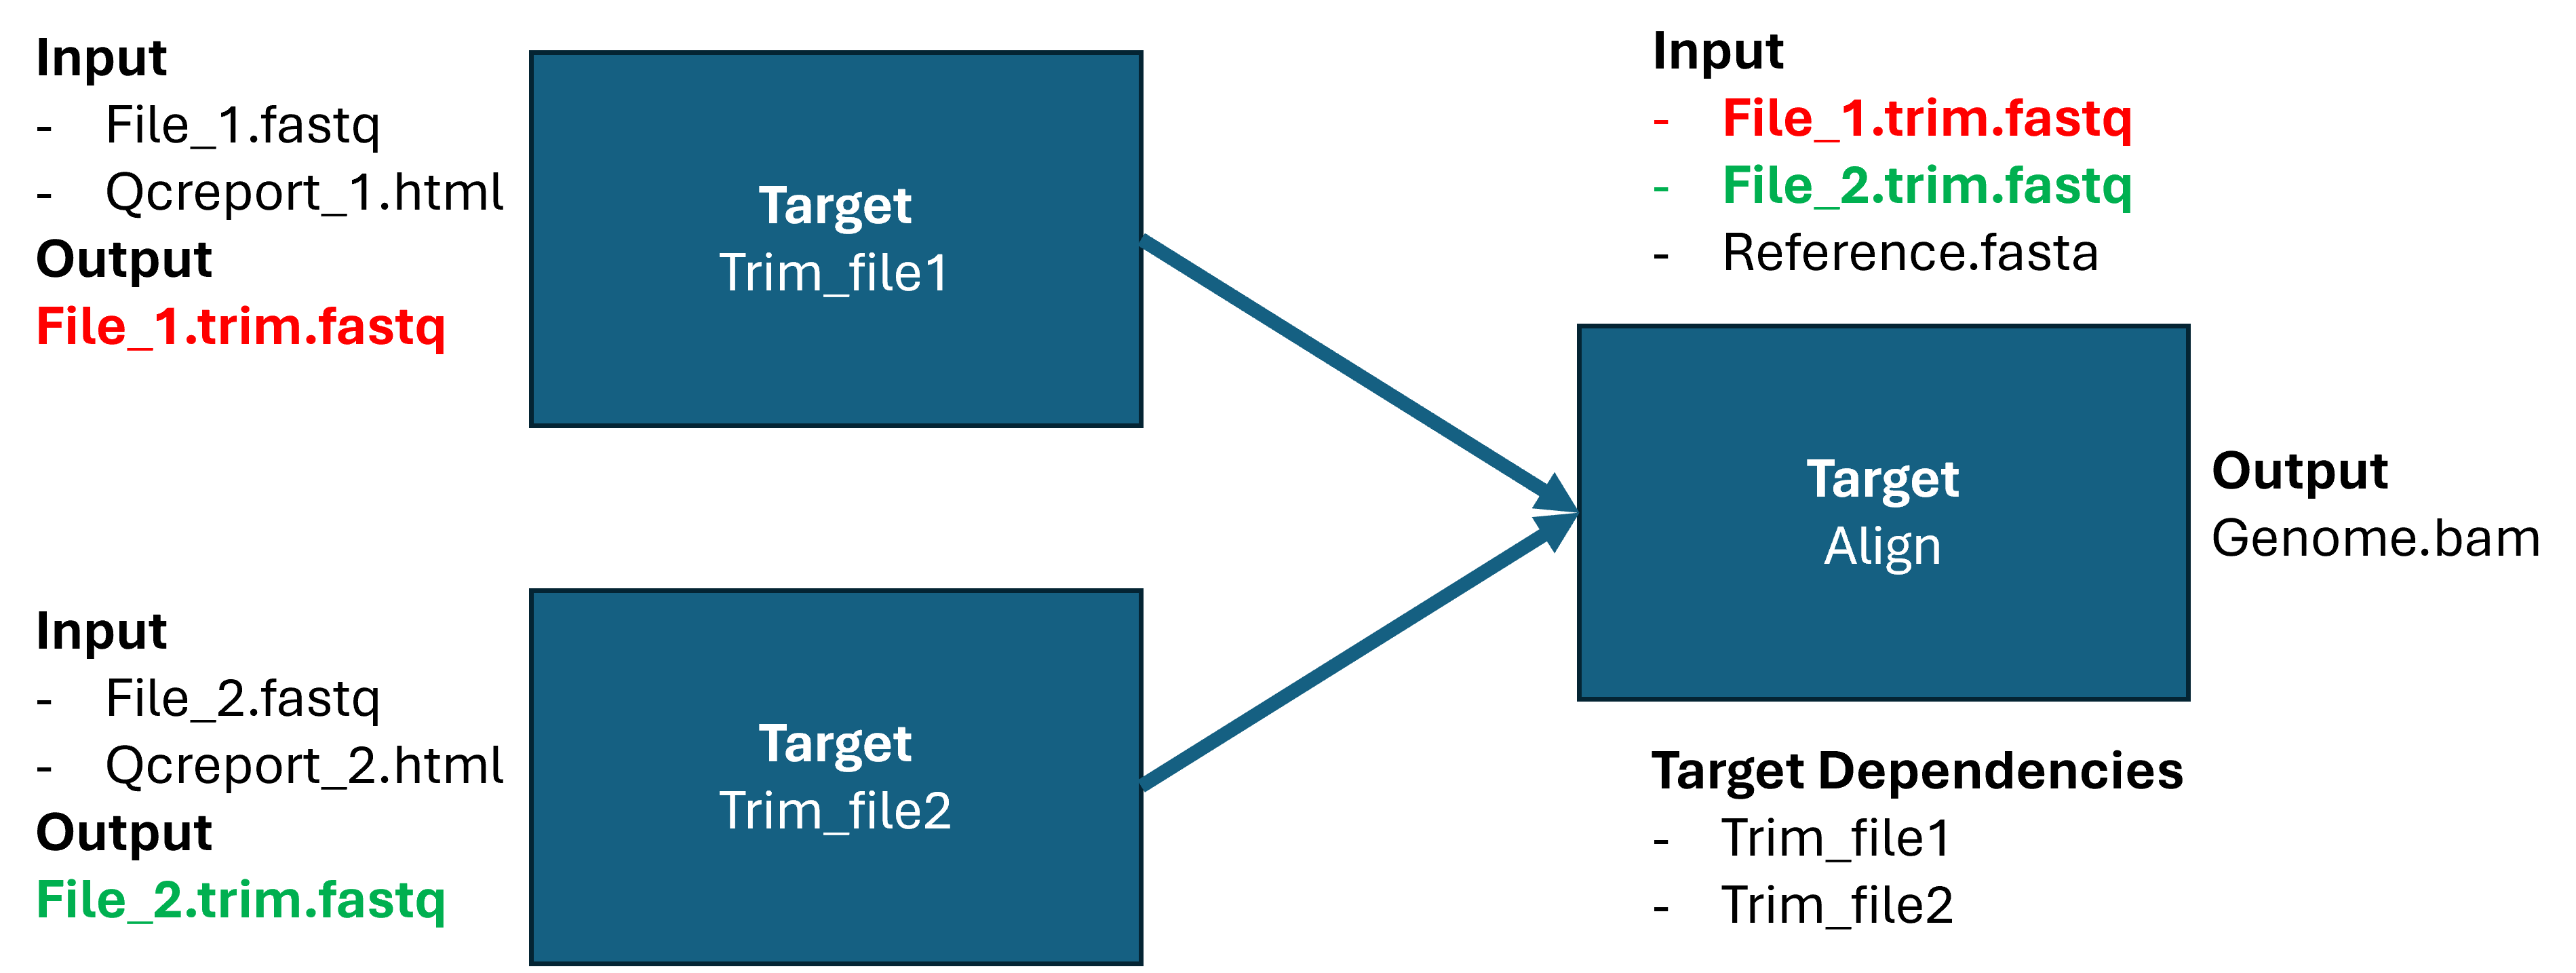 Input
- File_1.fastq
- Qcreport_1.html
Output
File_1.trim.fastq
Target
Trim_file1
Input
- File_2.fastq
- Qcreport_2.html
Output
File_2.trim.fastq
Target
Trim_file2
Input
- File_1.trim.fastq
- File_2.trim.fastq
- Reference.fasta
Target
Align
Output
Genome.bam
Target Dependencies
- Trim_file1
- Trim_file2